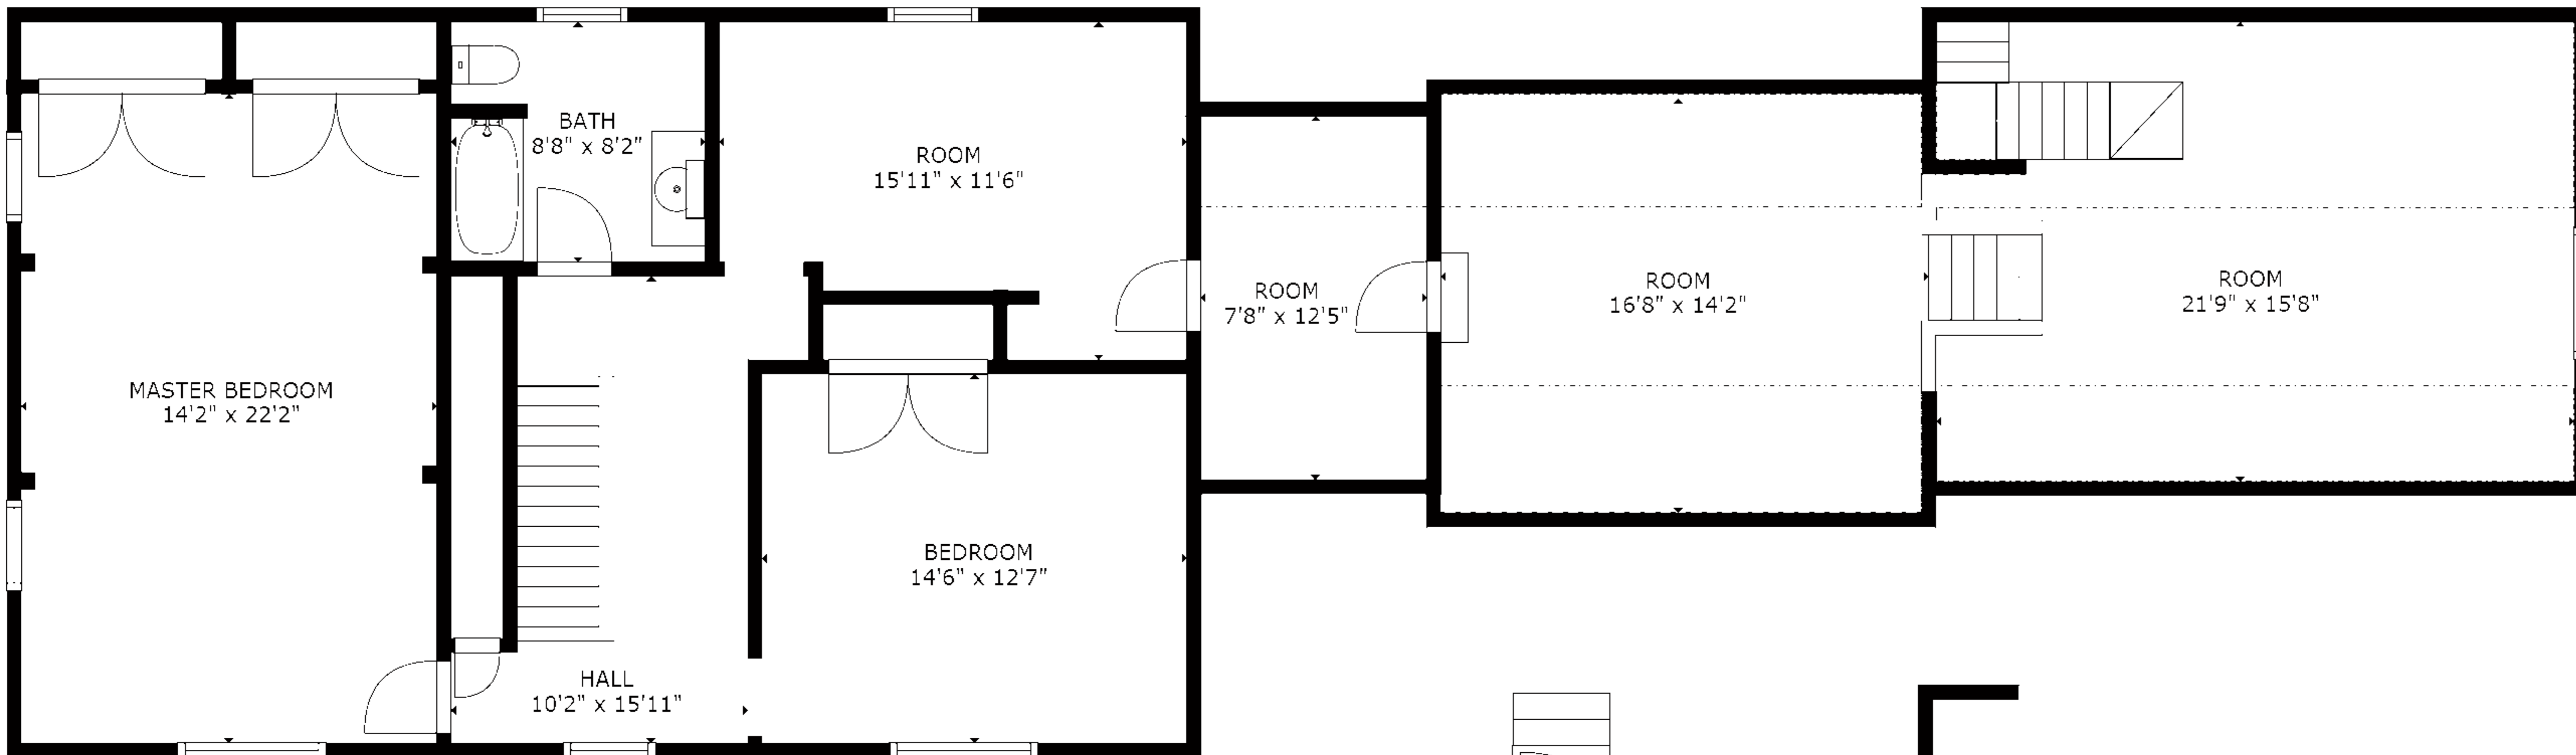 BATH
8'8" x 8'2"
ROOM
15'11" x 11'6"
ROOM
7'8" x 12'5"
ROOM
16'8" x 14'2"
ROOM
21'9" x 15'8"
MASTER BEDROOM
14'2" x 22'2"
BEDROOM
14'6" x 12'7"
HALL
10'2" x 15'11"